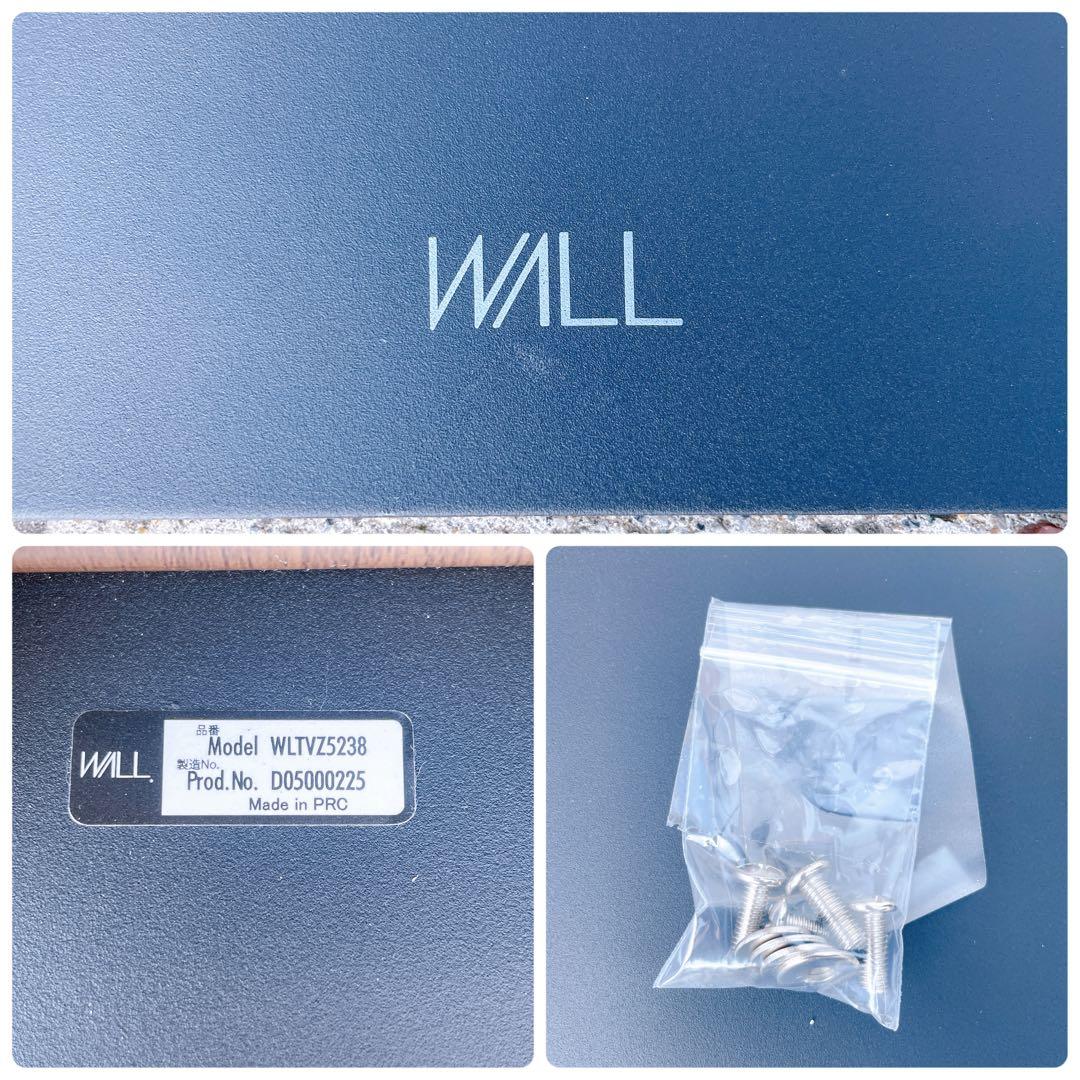 WALL
WALL.
品番
Model WLTVZ5238
製造No.
Prod.No. D05000225
Made in PRC